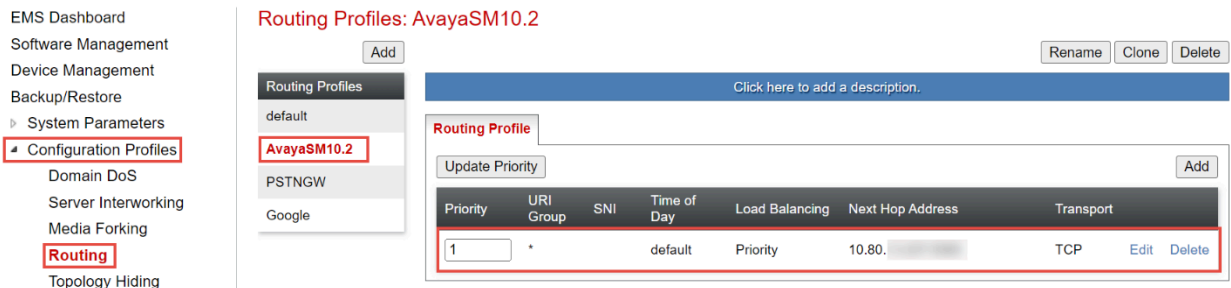 EMS Dashboard
Software Management
Device Management
Backup/Restore
System Parameters
Configuration Profiles
Domain DoS
Server Interworking
Media Forking
Routing
Topology Hiding
Routing Profiles: AvayaSM10.2
Add
Rename Clone Delete
Routing Profiles
default
AvayaSM10.2
PSTNGW
Google
Click here to add a description.
Routing Profile
Update Priority Add
Priority URI Group SNI Time of Day Load Balancing Next Hop Address Transport
1 * default Priority 10.80. TCP Edit Delete